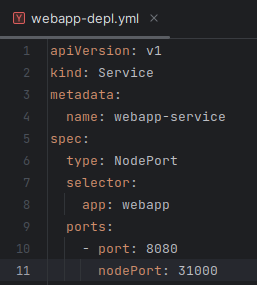 webapp-depl.yml
1 apiVersion: v1
2 kind: Service
3 metadata:
4   name: webapp-service
5 spec:
6   type: NodePort
7   selector:
8     app: webapp
9   ports:
10     - port: 8080
11       nodePort: 31000